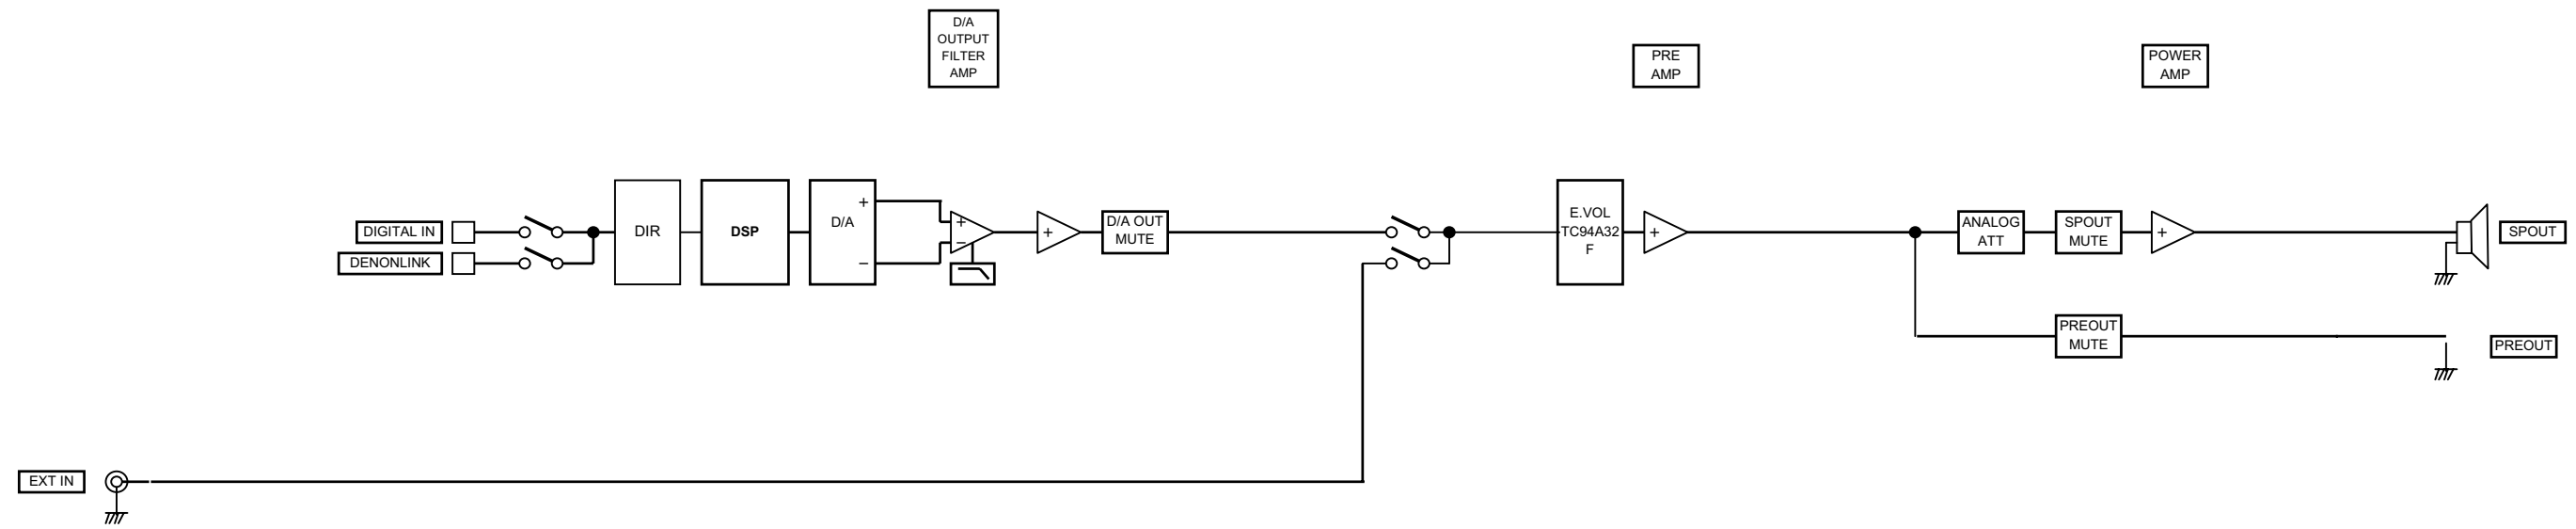 D/A
OUTPUT
FILTER
AMP
PRE
AMP
POWER
AMP
DIGITAL IN
DENONLINK
DIR
DSP
D/A
+
−
+
−
+
D/A OUT
MUTE
E.VOL
TC94A32
F
+
ANALOG
ATT
SPOUT
MUTE
+
SPOUT
PREOUT
MUTE
PREOUT
EXT IN